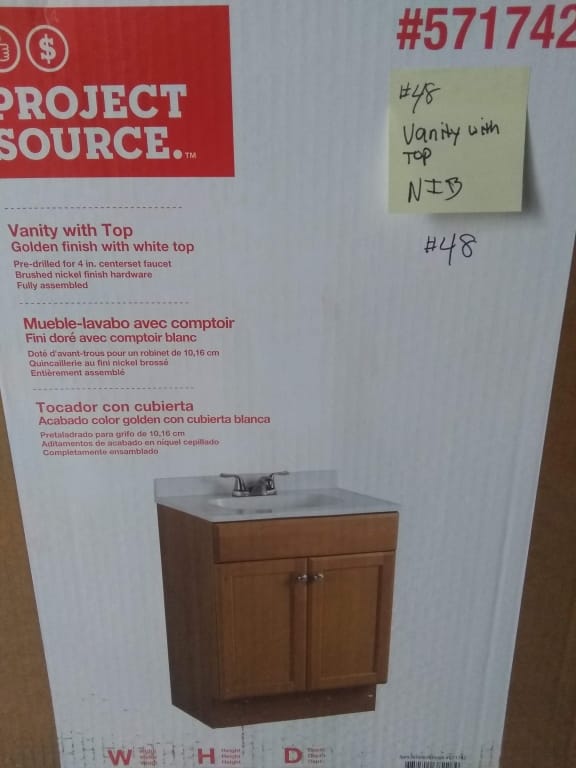 #571742
PROJECT
SOURCE.™
#48
Vanity with
TOP
NIB
#48
Vanity with Top
Golden finish with white top
Pre-drilled for 4 in. centerset faucet
Brushed nickel finish hardware
Fully assembled
Mueble-lavabo avec comptoir
Fini doré avec comptoir blanc
Doté d'avant-trous pour un robinet de 10,16 cm
Quincaillerie au fini nickel brossé
Entièrement assemblé
Tocador con cubierta
Acabado color golden con cubierta blanca
Pretaladrado para grifo de 10,16 cm
Aditamentos de acabado en níquel cepillado
Completamente ensamblado
W H D